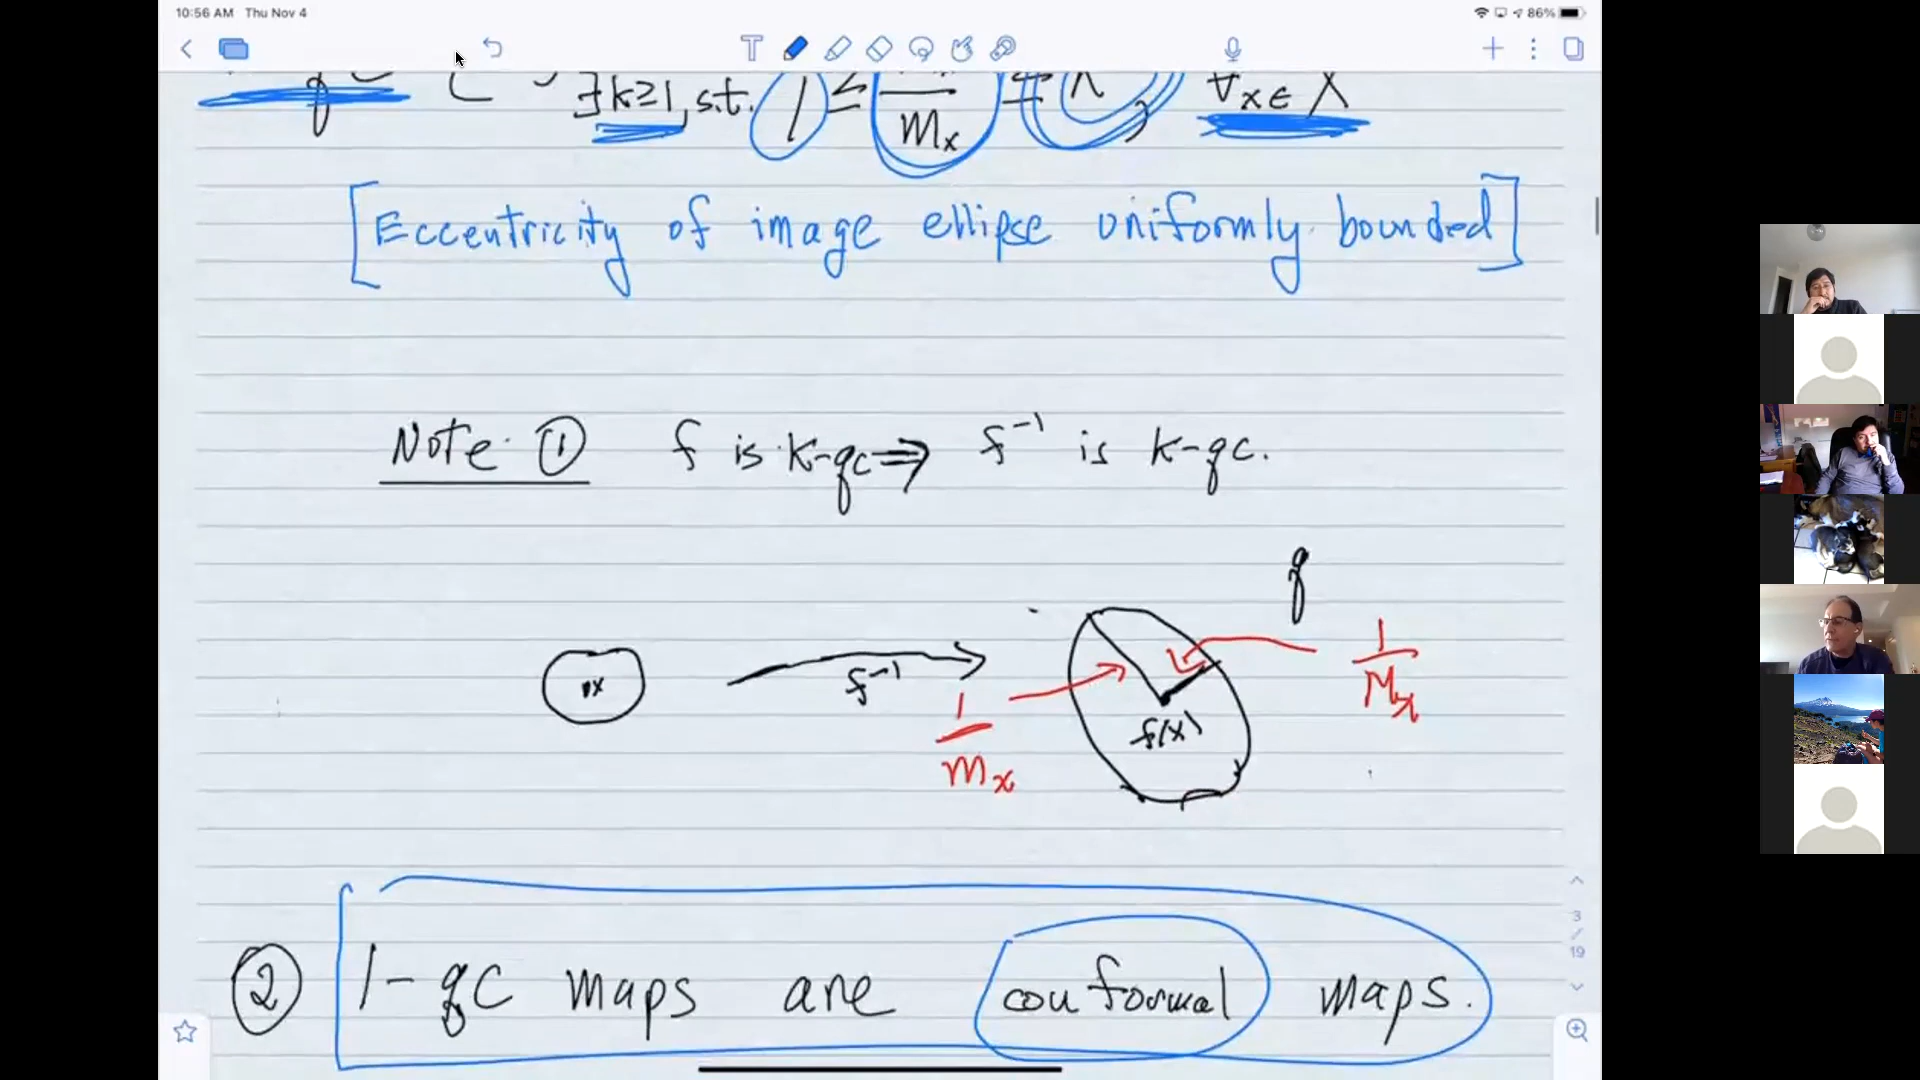 10:56 AM Thu Nov 4
86%
∃ k≥1, s.t. 1 ≤ — ≤ k, ∀x ∈ X
m_x
[Eccentricity of image ellipse uniformly bounded]
Note: ① f is k-qc ⇒ f⁻¹ is k-qc.
x
f⁻¹
f(x)
1/m_x
1/M_x
② 1-qc maps are conformal maps.
3
/
19